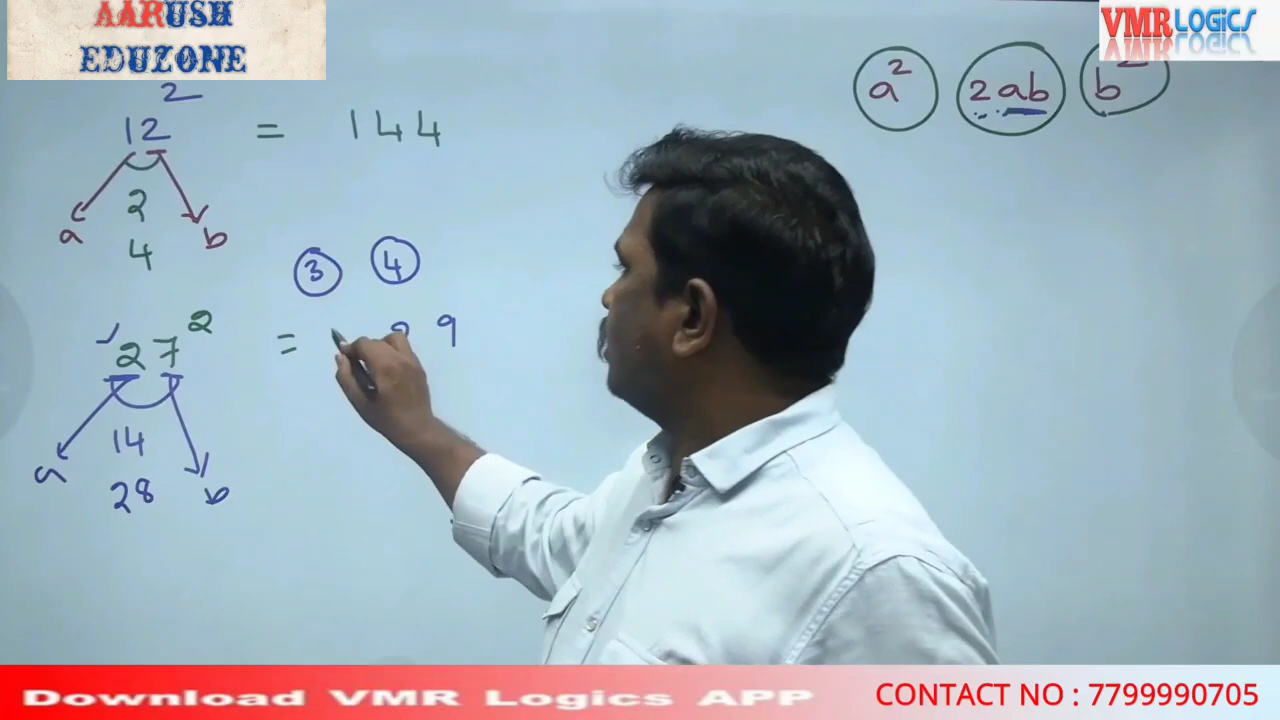 AARUSH
EDUZONE
VMR LOGICS
a² 2ab b²
12² = 144
2
a b
4
3 4
27² = 9
14
a b
28
Download VMR Logics APP
CONTACT NO : 7799990705